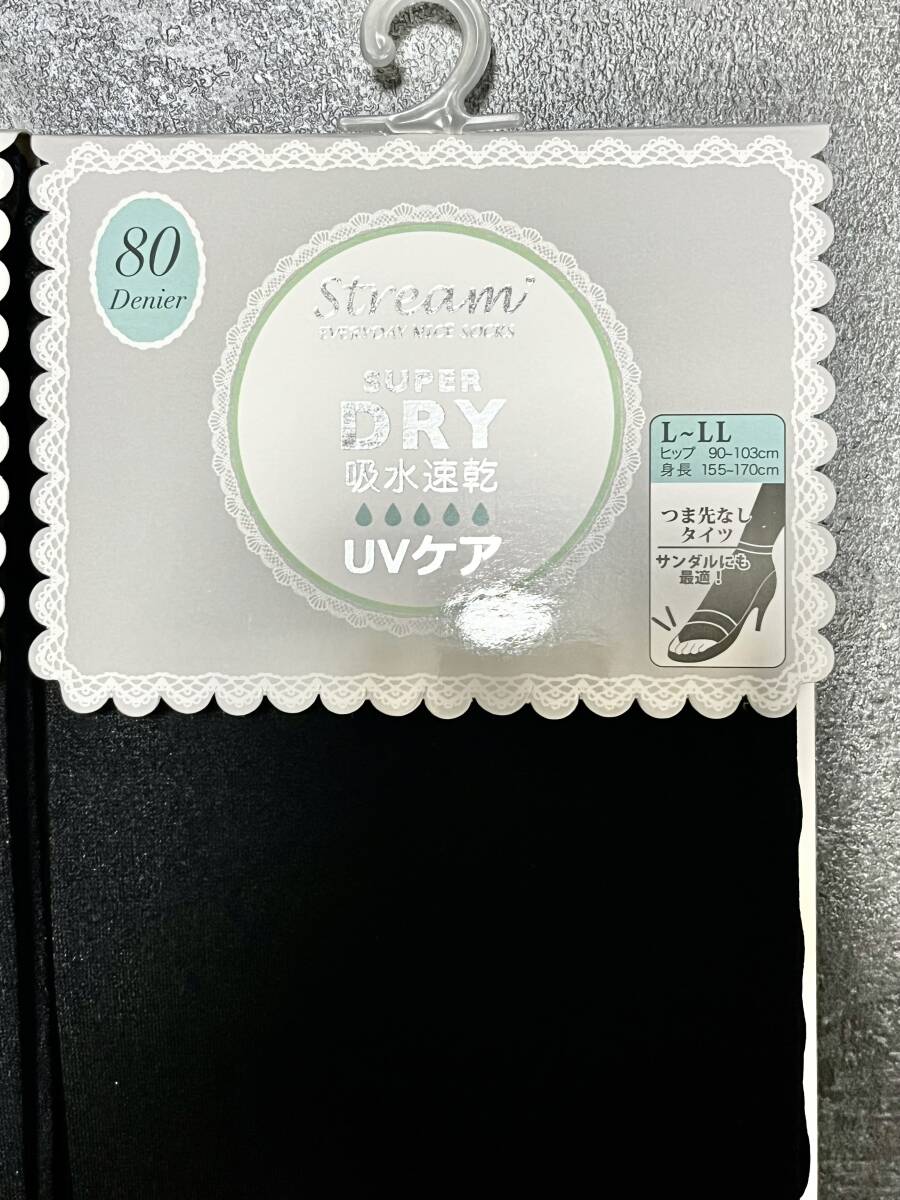 80
Denier
Stream™
EVERYDAY NICE SOCKS
SUPER
DRY
吸水速乾
UVケア
L~LL
ヒップ 90~103cm
身長 155~170cm
つま先なし
タイツ
サンダルにも
最適！